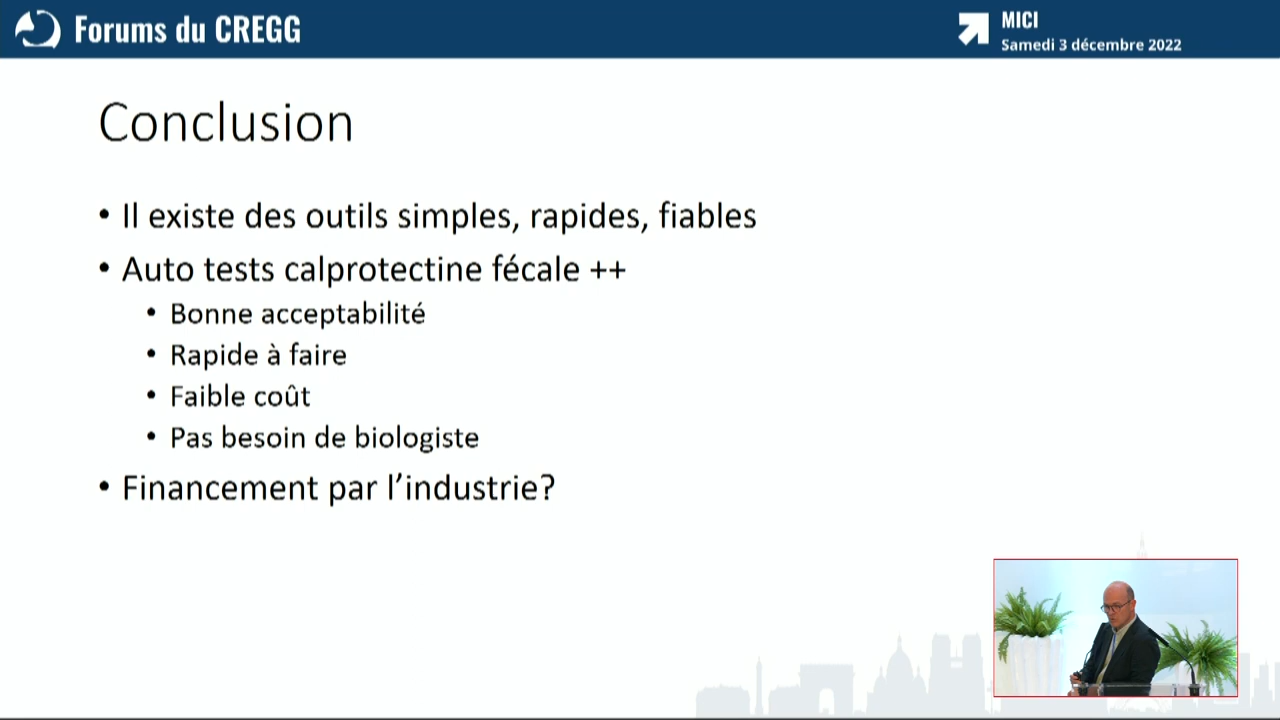 Forums du CREGG
MICI
Samedi 3 décembre 2022
Conclusion
• Il existe des outils simples, rapides, fiables
• Auto tests calprotectine fécale ++
• Bonne acceptabilité
• Rapide à faire
• Faible coût
• Pas besoin de biologiste
• Financement par l’industrie?